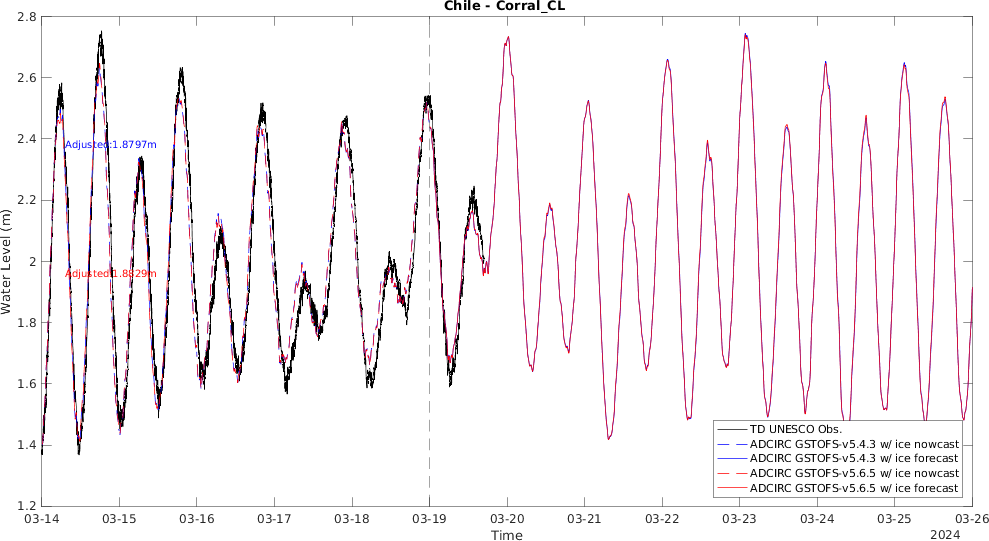 Chile - Corral_CL
2.8
2.6
2.4
2.2
2
1.8
1.6
1.4
1.2
Water Level (m)
Adjusted:1.8797m
Adjusted:1.8829m
TD UNESCO Obs.
ADCIRC GSTOFS-v5.4.3 w/ ice nowcast
ADCIRC GSTOFS-v5.4.3 w/ ice forecast
ADCIRC GSTOFS-v5.6.5 w/ ice nowcast
ADCIRC GSTOFS-v5.6.5 w/ ice forecast
03-14 03-15 03-16 03-17 03-18 03-19 03-20 03-21 03-22 03-23 03-24 03-25 03-26
Time
2024